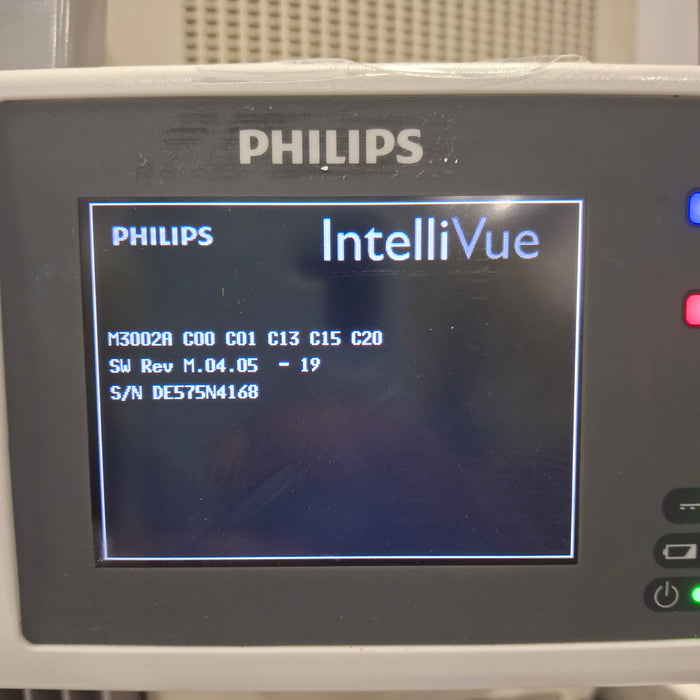 PHILIPS
PHILIPS IntelliVue
M3002A C00 C01 C13 C15 C20
SW Rev M.04.05 - 19
S/N DE575N4168